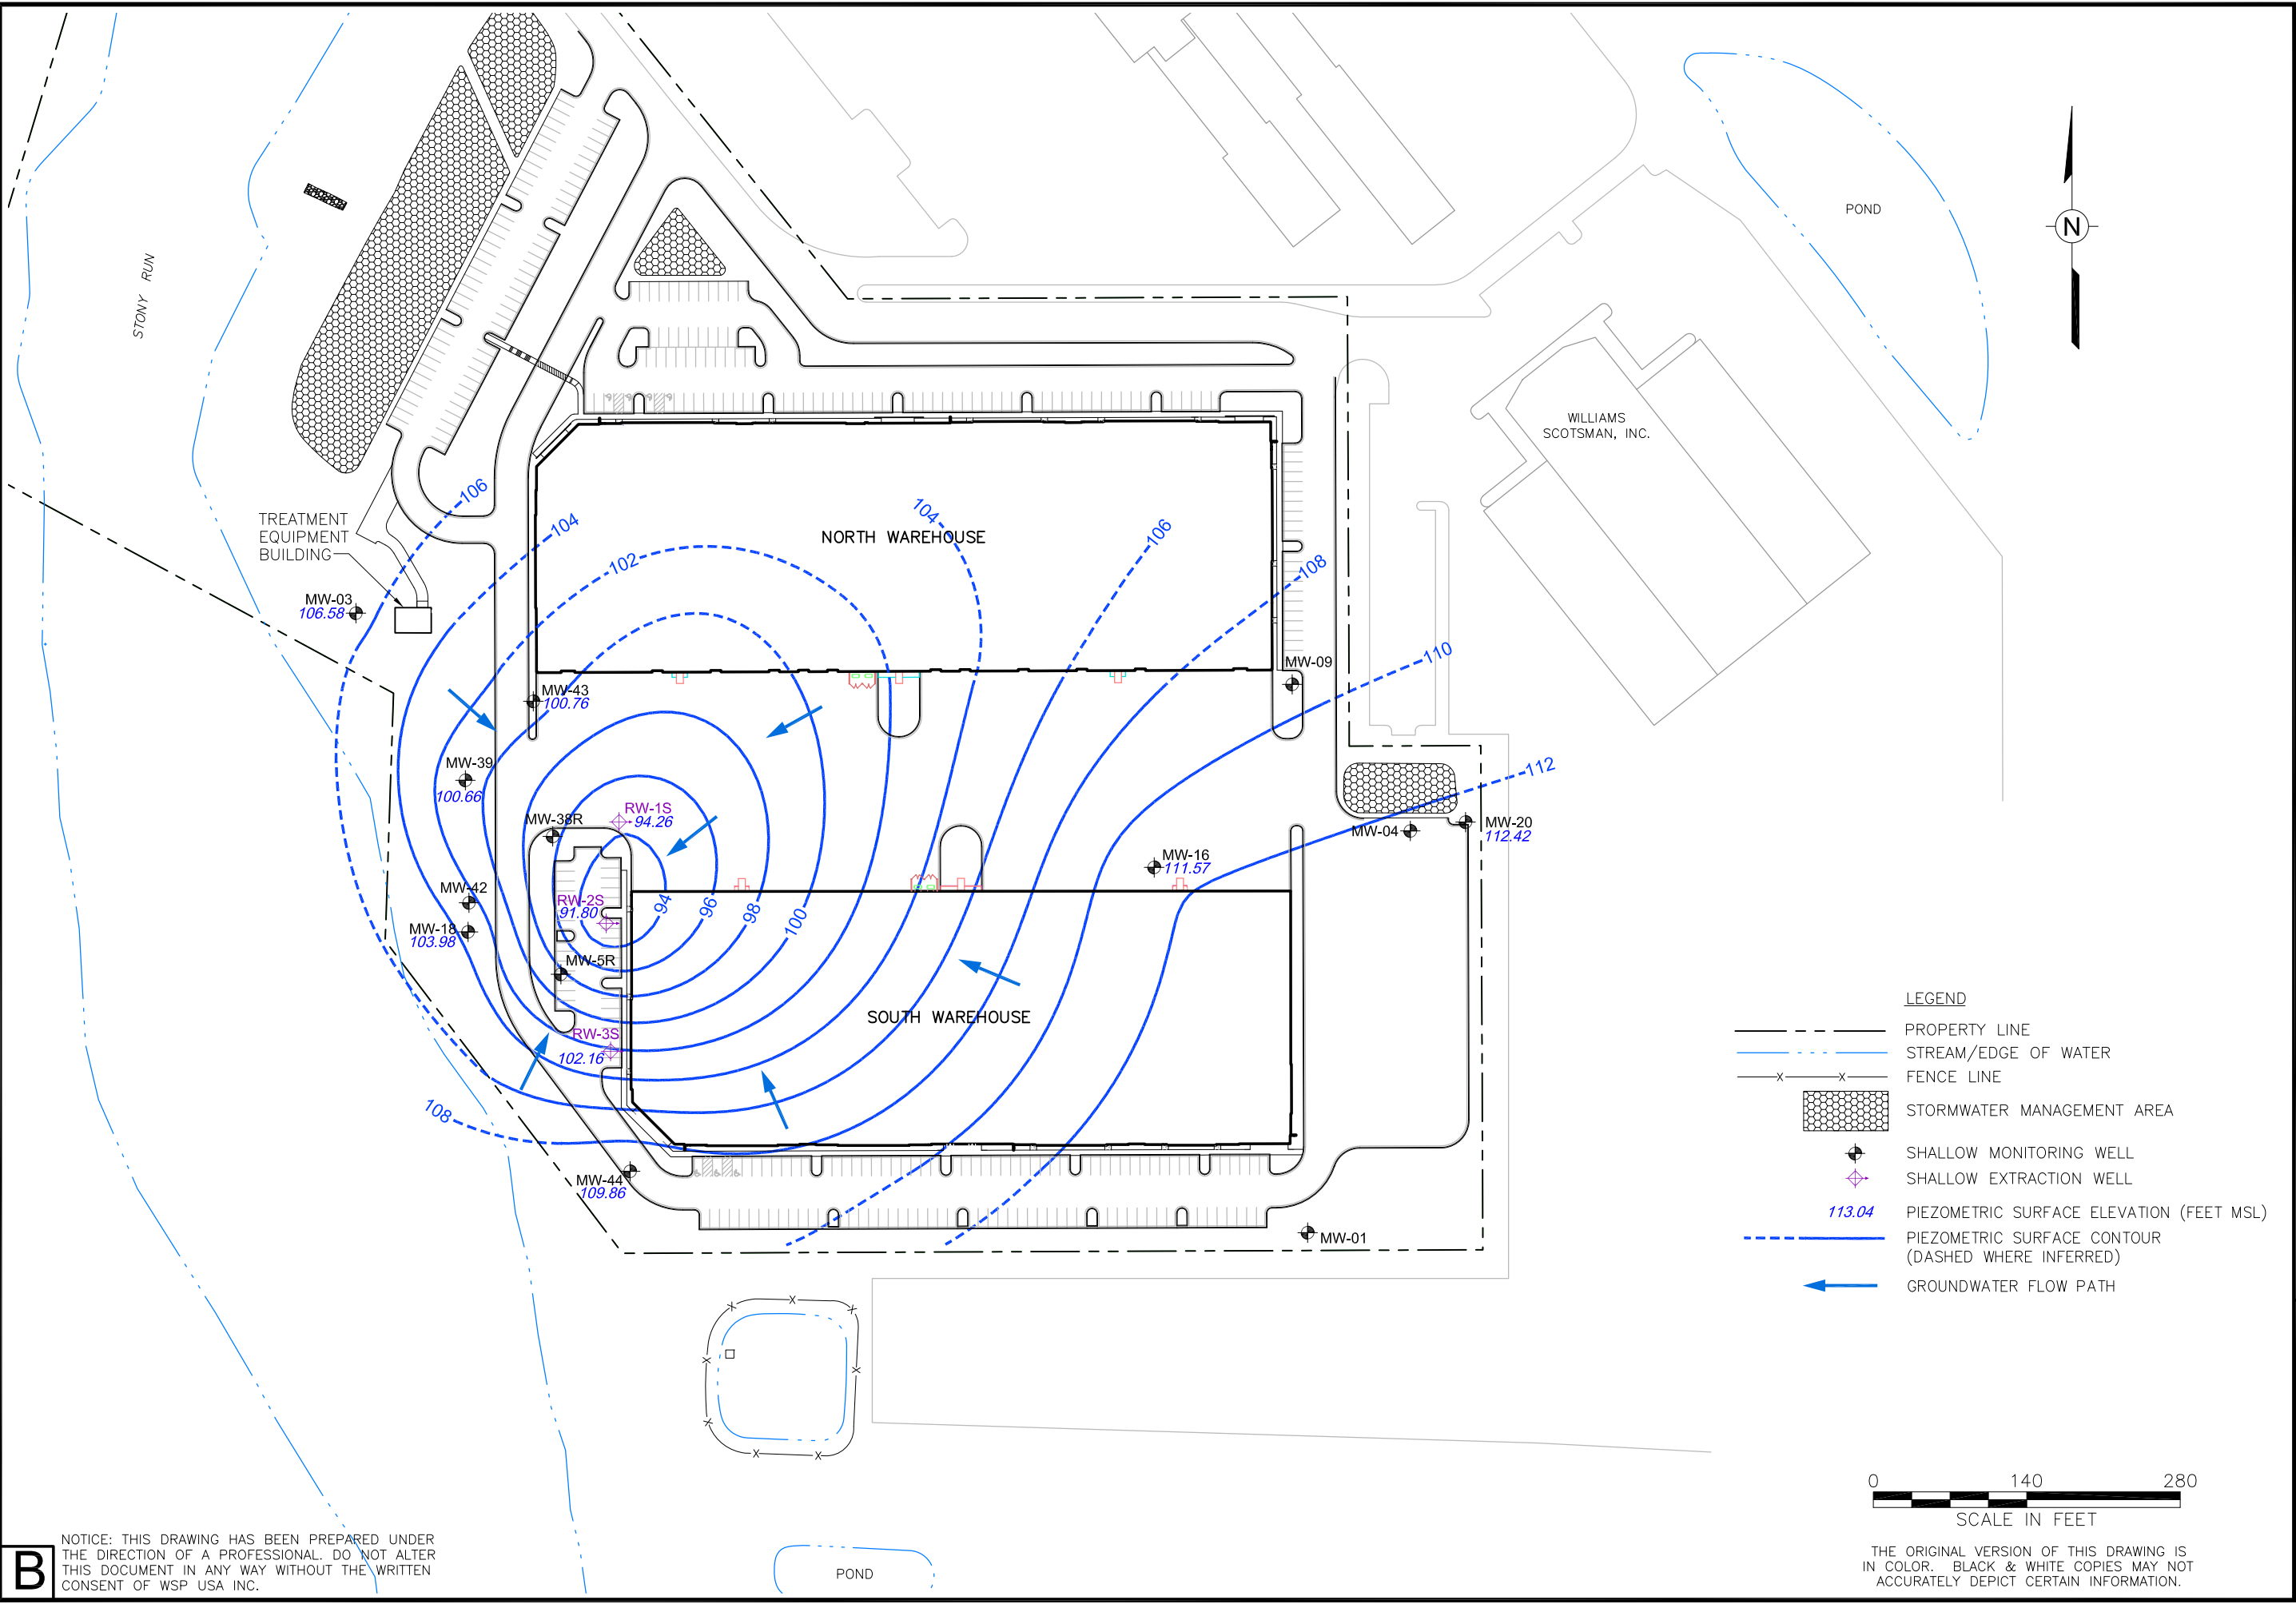 POND
N
STONY RUN
WILLIAMS
SCOTSMAN, INC.
106
104
104
102
106
108
TREATMENT
EQUIPMENT
BUILDING
NORTH WAREHOUSE
MW-03
106.58
110
MW-09
MW-43
100.76
112
MW-39
100.66
RW-1S
94.26
MW-38R
MW-04
MW-20
112.42
MW-16
111.57
MW-42
RW-2S
91.80
94
96
98
100
MW-18
103.98
MW-5R
SOUTH WAREHOUSE
RW-3S
102.16
108
MW-44
109.86
MW-01
LEGEND
PROPERTY LINE
STREAM/EDGE OF WATER
X X FENCE LINE
STORMWATER MANAGEMENT AREA
SHALLOW MONITORING WELL
SHALLOW EXTRACTION WELL
113.04 PIEZOMETRIC SURFACE ELEVATION (FEET MSL)
PIEZOMETRIC SURFACE CONTOUR
(DASHED WHERE INFERRED)
GROUNDWATER FLOW PATH
X X X X X X X X X
0 140 280
SCALE IN FEET
THE ORIGINAL VERSION OF THIS DRAWING IS
IN COLOR. BLACK & WHITE COPIES MAY NOT
ACCURATELY DEPICT CERTAIN INFORMATION.
POND
B
NOTICE: THIS DRAWING HAS BEEN PREPARED UNDER
THE DIRECTION OF A PROFESSIONAL. DO NOT ALTER
THIS DOCUMENT IN ANY WAY WITHOUT THE WRITTEN
CONSENT OF WSP USA INC.